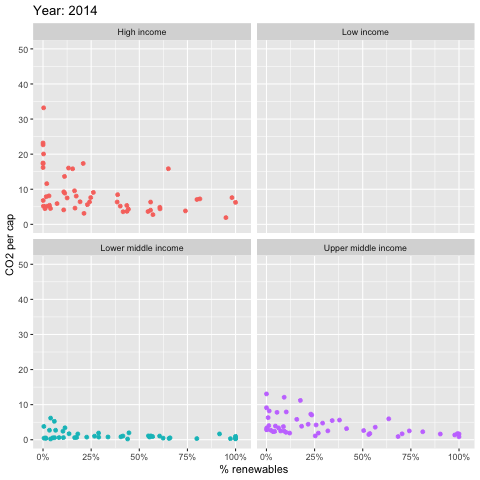 Year: 2014
High income
Low income
50
40
30
20
10
0
Lower middle income
Upper middle income
50
40
30
20
10
0
0% 25% 50% 75% 100% 0% 25% 50% 75% 100%
% renewables
CO2 per cap